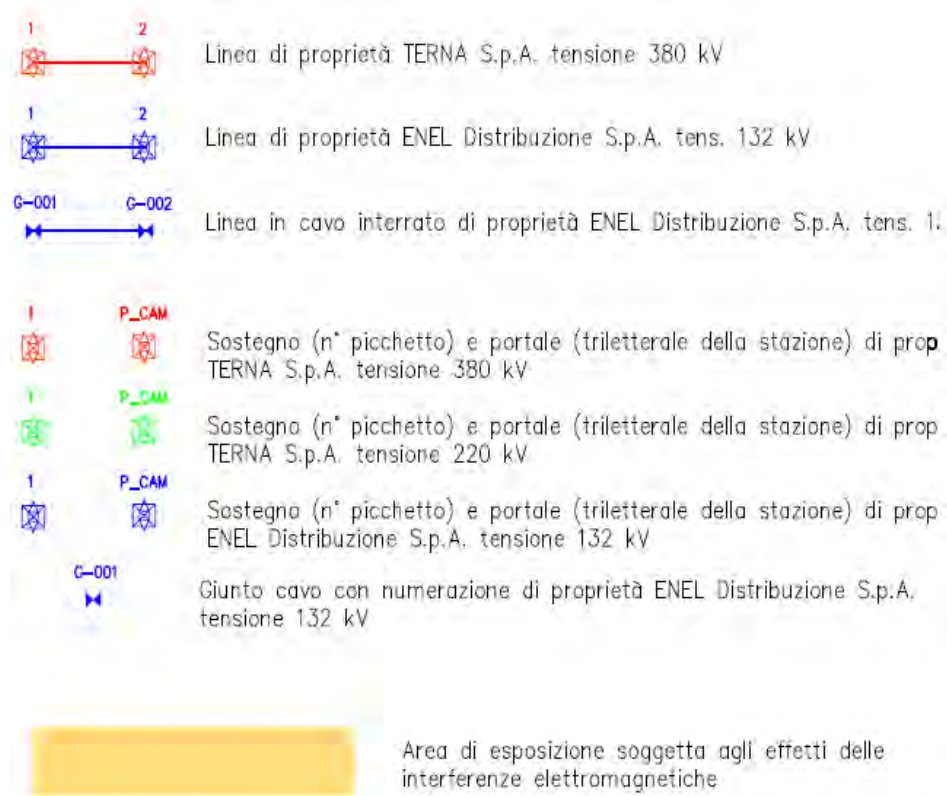 1 2
Linea di proprietà TERNA S.p.A. tensione 380 kV
1 2
Linea di proprietà ENEL Distribuzione S.p.A. tens. 132 kV
G-001 G-002
Linea in cavo interrato di proprietà ENEL Distribuzione S.p.A. tens. 1
1 P_CAM
Sostegno (n° picchetto) e portale (triletterale della stazione) di prop
TERNA S.p.A. tensione 380 kV
1 P_CAM
Sostegno (n° picchetto) e portale (triletterale della stazione) di prop
TERNA S.p.A. tensione 220 kV
1 P_CAM
Sostegno (n° picchetto) e portale (triletterale della stazione) di prop
ENEL Distribuzione S.p.A. tensione 132 kV
G-001
Giunto cavo con numerazione di proprietà ENEL Distribuzione S.p.A.
tensione 132 kV
Area di esposizione soggetta agli effetti delle
interferenze elettromagnetiche